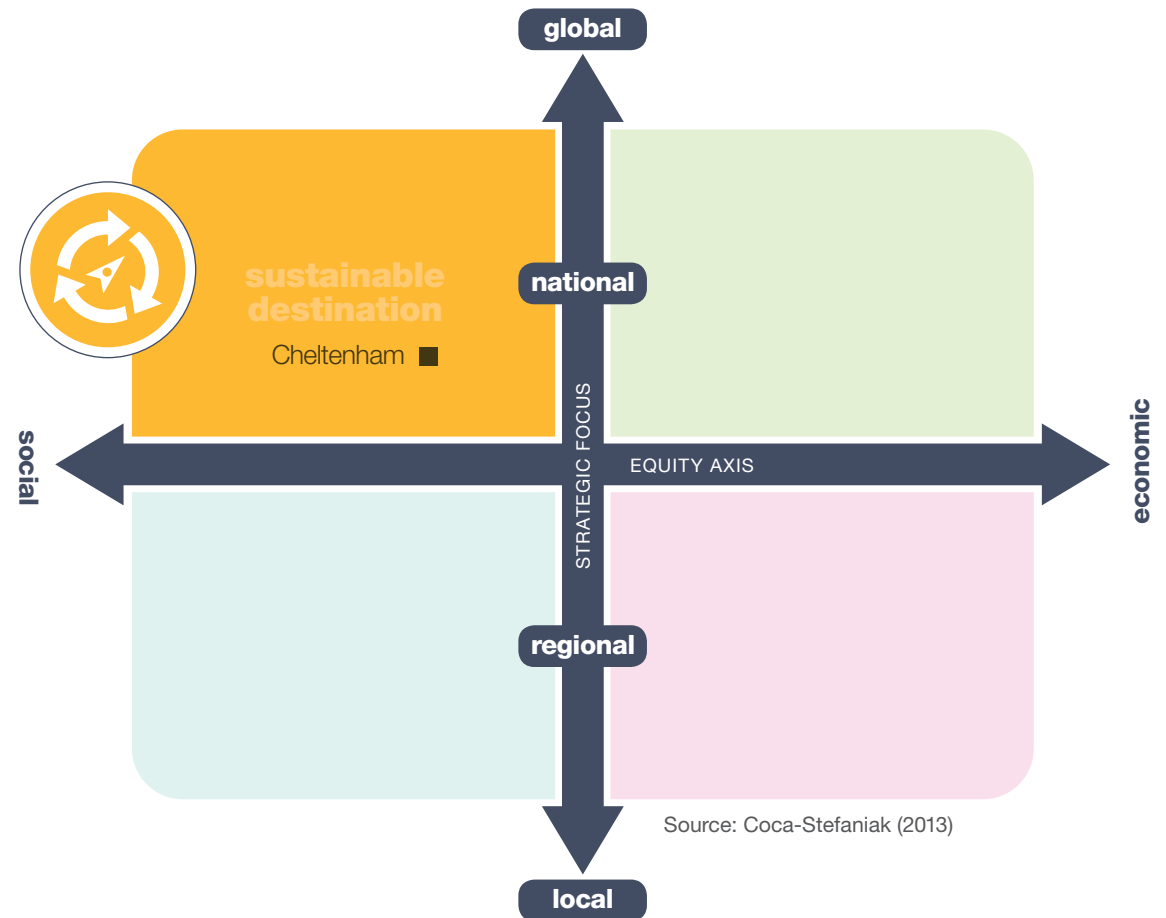 global
sustainable
destination
national
Cheltenham
social
STRATEGIC FOCUS
EQUITY AXIS
economic
regional
Source: Coca-Stefaniak (2013)
local